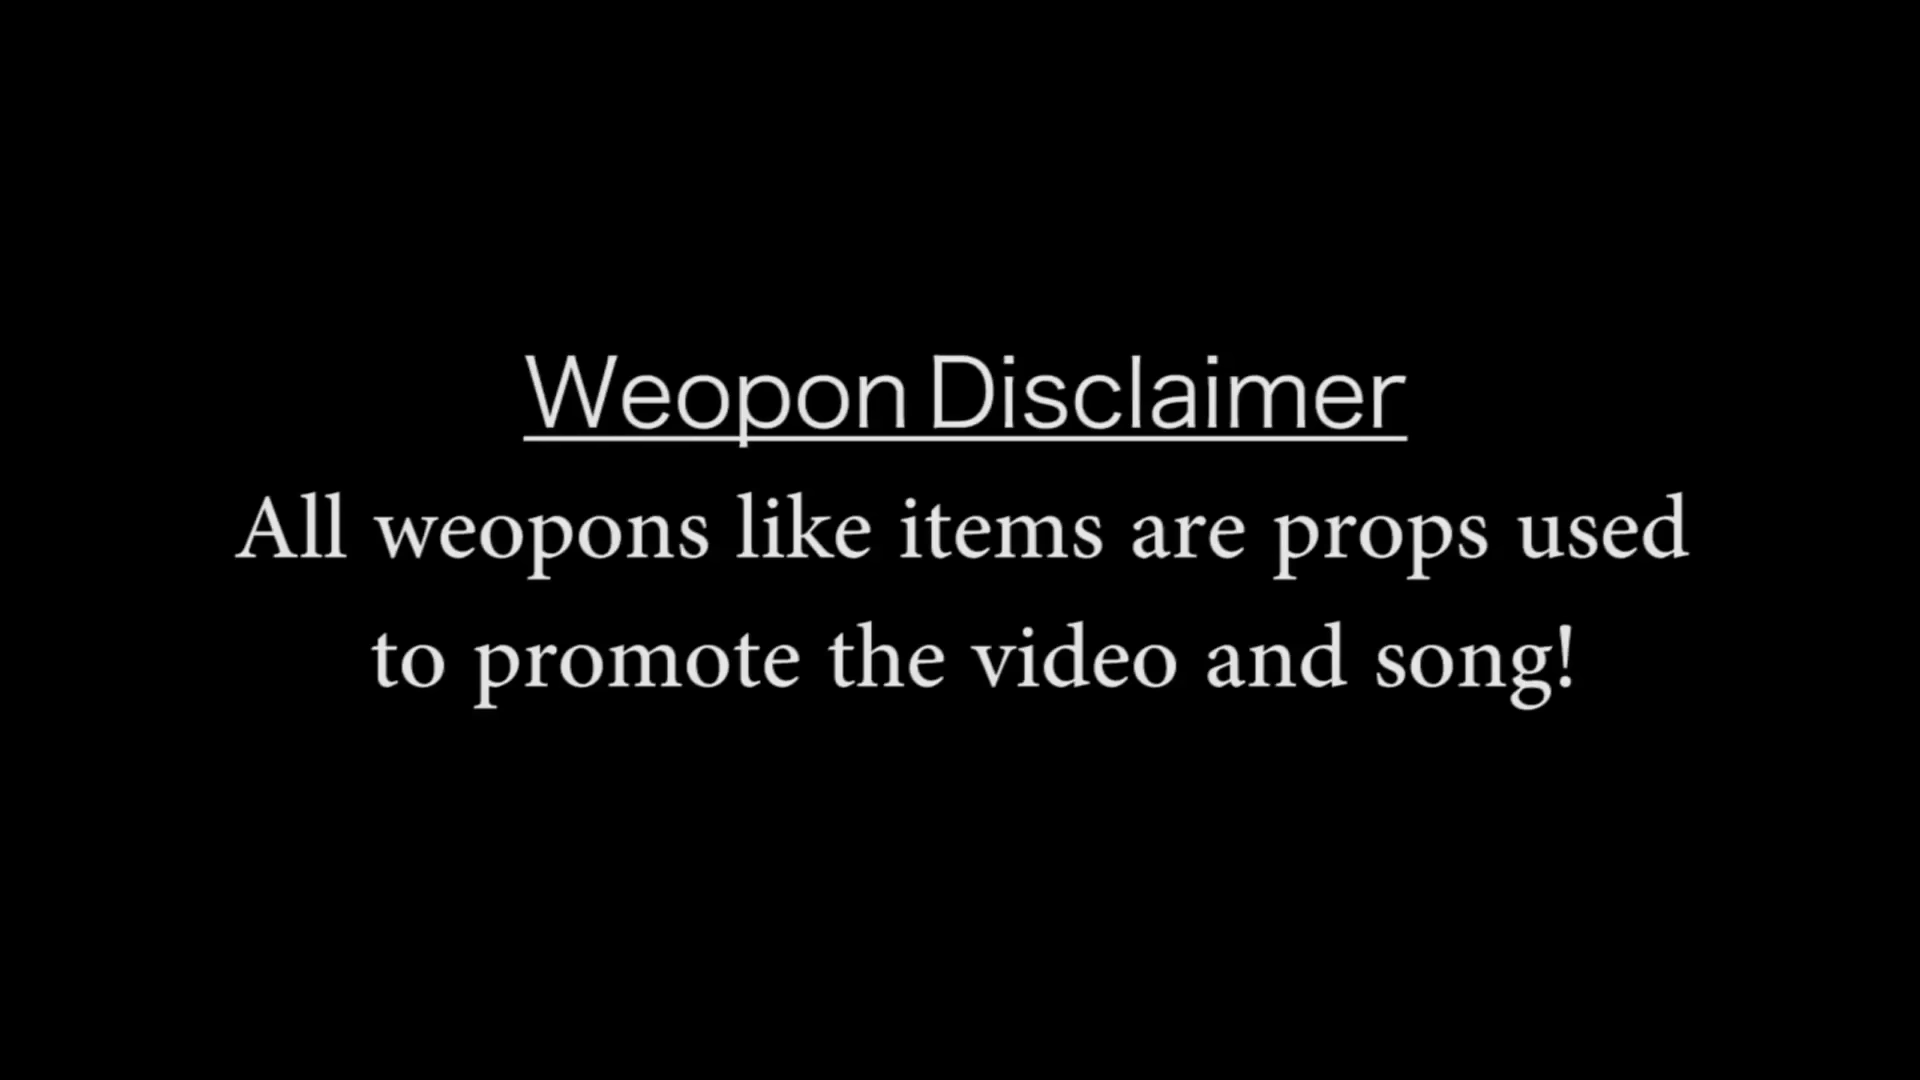 Weopon Disclaimer
All weopons like items are props used
to promote the video and song!